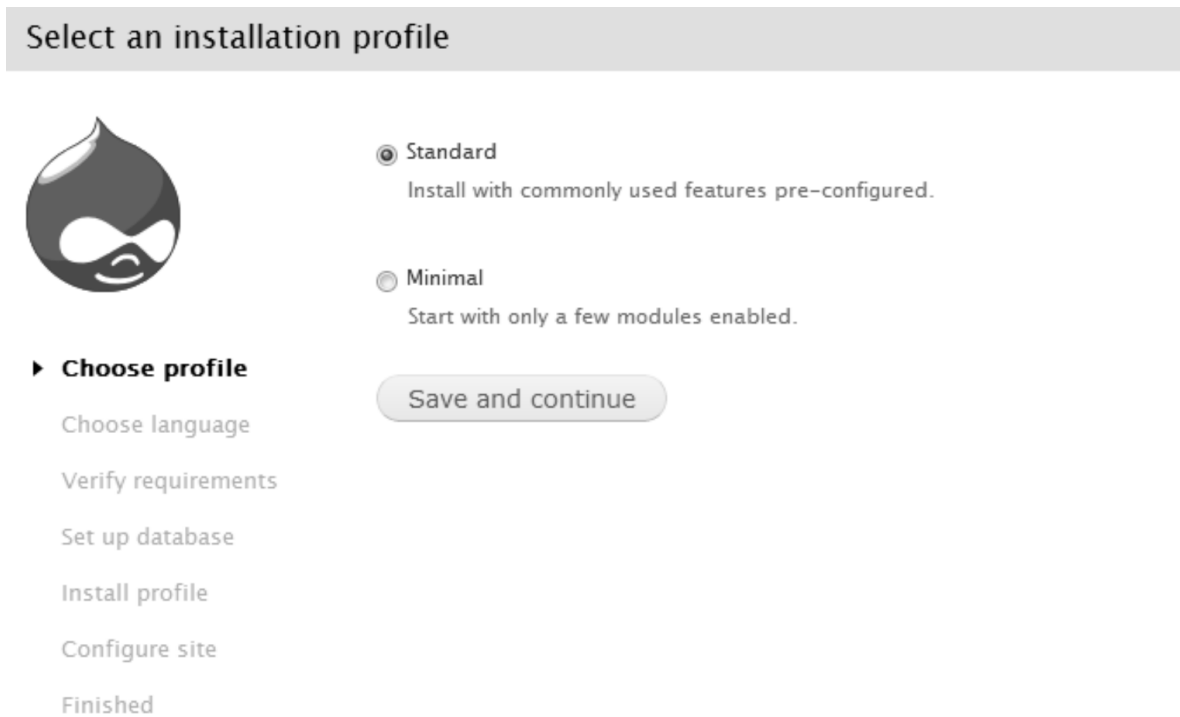 Select an installation profile
Standard
Install with commonly used features pre-configured.
Minimal
Start with only a few modules enabled.
Save and continue
Choose profile
Choose language
Verify requirements
Set up database
Install profile
Configure site
Finished